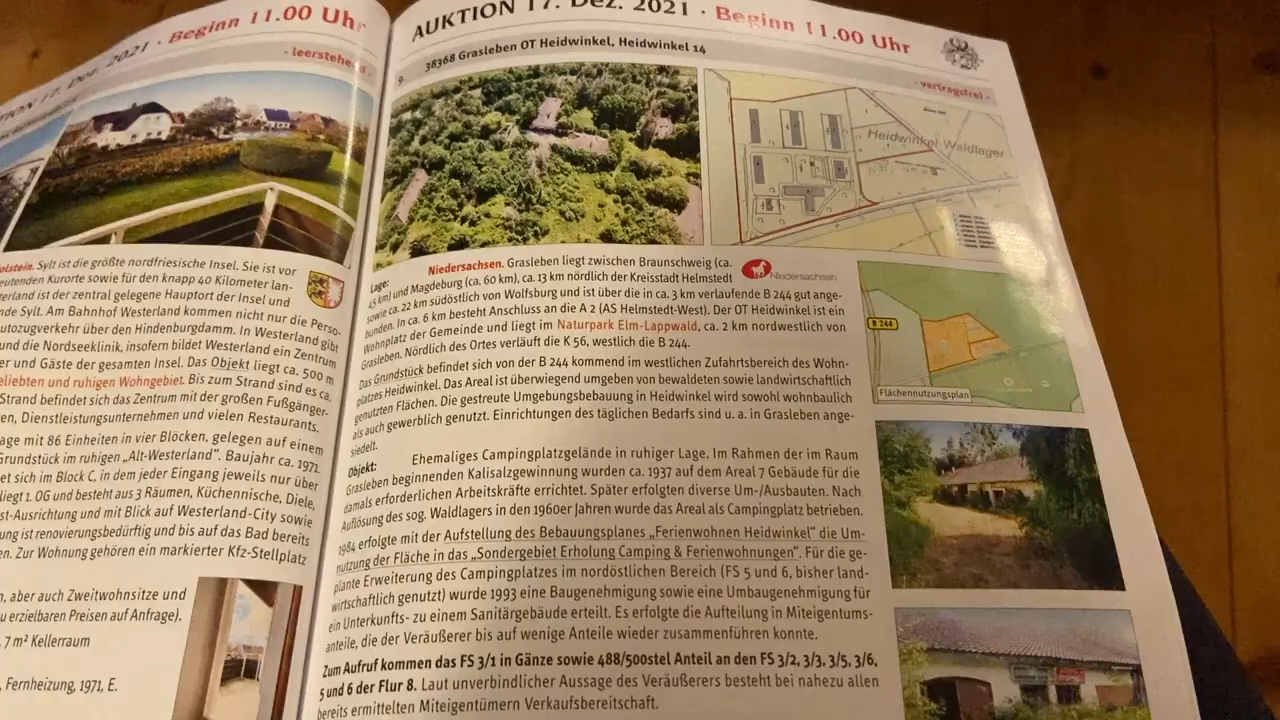 ION 17. Dez. 2021 · Beginn 11.00 Uhr
- leerstehend -
olstein. Sylt ist die größte nordfriesische Insel. Sie ist vor
eutenden Kurorte sowie für den knapp 40 Kilometer lan-
terland ist der zentral gelegene Hauptort der Insel und
nde Sylt. Am Bahnhof Westerland kommen nicht nur die Perso-
utozugverkehr über den Hindenburgdamm. In Westerland gibt
und die Nordseeklinik, insofern bildet Westerland ein Zentrum
er und Gäste der gesamten Insel. Das Objekt liegt ca. 500 m
eliebten und ruhigen Wohngebiet. Bis zum Strand sind es ca.
Strand befindet sich das Zentrum mit der großen Fußgänger-
en, Dienstleistungsunternehmen und vielen Restaurants.
age mit 86 Einheiten in vier Blöcken, gelegen auf einem
Grundstück im ruhigen „Alt-Westerland". Baujahr ca. 1971.
et sich im Block C, in dem jeder Eingang jeweils nur über
liegt 1. OG und besteht aus 3 Räumen, Küchennische, Diele,
st-Ausrichtung und mit Blick auf Westerland-City sowie
ung ist renovierungsbedürftig und bis auf das Bad bereits
en. Zur Wohnung gehören ein markierter Kfz-Stellplatz
n, aber auch Zweitwohnsitze und
u erzielbaren Preisen auf Anfrage).
, 7 m² Kellerraum
, Fernheizung, 1971, E.
AUKTION 17. Dez. 2021 · Beginn 11.00 Uhr
9. 38368 Grasleben OT Heidwinkel, Heidwinkel 14
- vertragsfrei -
Heidwinkel-Waldlager
Lage: Niedersachsen. Grasleben liegt zwischen Braunschweig (ca.
45 km) und Magdeburg (ca. 60 km), ca. 13 km nördlich der Kreisstadt Helmstedt
sowie ca. 22 km südöstlich von Wolfsburg und ist über die in ca. 3 km verlaufende B 244 gut ange-
bunden. In ca. 6 km besteht Anschluss an die A 2 (AS Helmstedt-West). Der OT Heidwinkel ist ein
Wohnplatz der Gemeinde und liegt im Naturpark Elm-Lappwald, ca. 2 km nordwestlich von
Grasleben. Nördlich des Ortes verläuft die K 56, westlich die B 244.
Niedersachsen
Das Grundstück befindet sich von der B 244 kommend im westlichen Zufahrtsbereich des Wohn-
platzes Heidwinkel. Das Areal ist überwiegend umgeben von bewaldeten sowie landwirtschaftlich
genutzten Flächen. Die gestreute Umgebungsbebauung in Heidwinkel wird sowohl wohnbaulich
als auch gewerblich genutzt. Einrichtungen des täglichen Bedarfs sind u. a. in Grasleben ange-
siedelt.
Objekt: Ehemaliges Campingplatzgelände in ruhiger Lage. Im Rahmen der im Raum
Grasleben beginnenden Kalisalzgewinnung wurden ca. 1937 auf dem Areal 7 Gebäude für die
damals erforderlichen Arbeitskräfte errichtet. Später erfolgten diverse Um-/Ausbauten. Nach
Auflösung des sog. Waldlagers in den 1960er Jahren wurde das Areal als Campingplatz betrieben.
1984 erfolgte mit der Aufstellung des Bebauungsplanes „Ferienwohnen Heidwinkel" die Um-
nutzung der Fläche in das „Sondergebiet Erholung Camping & Ferienwohnungen". Für die ge-
plante Erweiterung des Campingplatzes im nordöstlichen Bereich (FS 5 und 6, bisher land-
wirtschaftlich genutzt) wurde 1993 eine Baugenehmigung sowie eine Umbaugenehmigung für
ein Unterkunfts- zu einem Sanitärgebäude erteilt. Es erfolgte die Aufteilung in Miteigentums-
anteile, die der Veräußerer bis auf wenige Anteile wieder zusammenführen konnte.
Zum Aufruf kommen das FS 3/1 in Gänze sowie 488/500stel Anteil an den FS 3/2, 3/3, 3/5, 3/6,
5 und 6 der Flur 8. Laut unverbindlicher Aussage des Veräußerers besteht bei nahezu allen
bereits ermittelten Miteigentümern Verkaufsbereitschaft.
B 244
Flächennutzungsplan